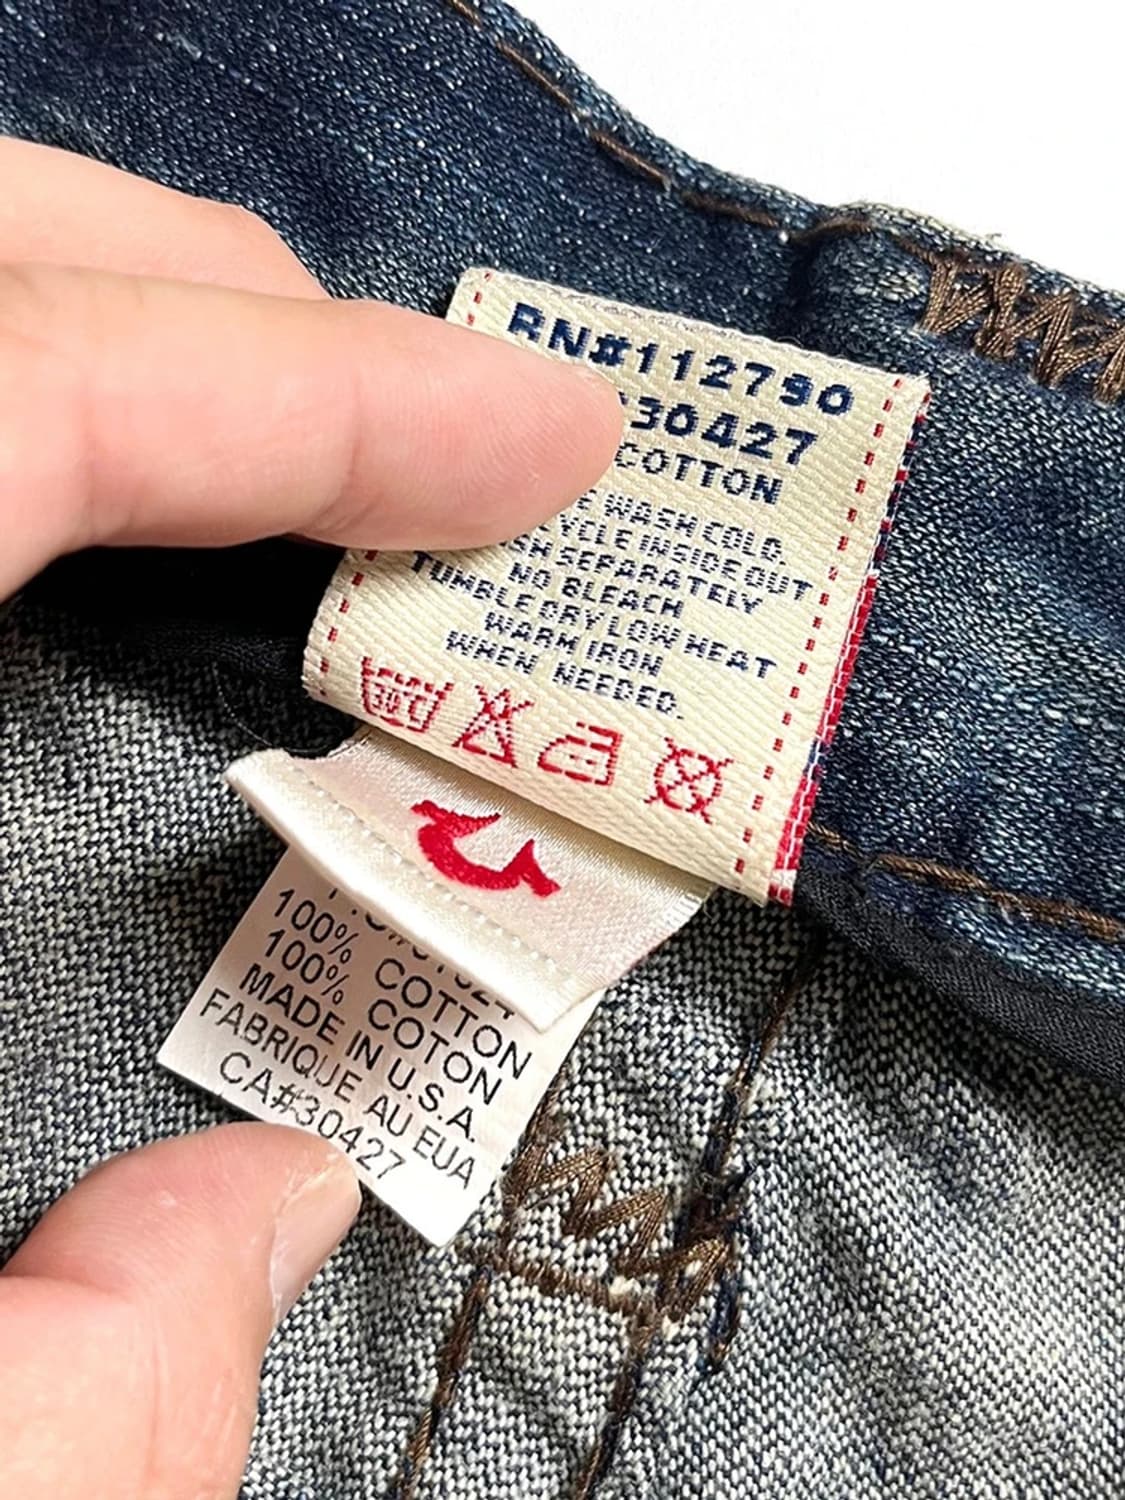 RN#112790
30427
COTTON
WASH COLD.
INSIDE OUT
SEPARATELY
NO BLEACH
TUMBLE DRY LOW HEAT
WARM IRON
WHEN NEEDED.
30°C
100% COTTON
100% COTON
MADE IN U.S.A.
FABRIQUE AU EUA
CA#30427